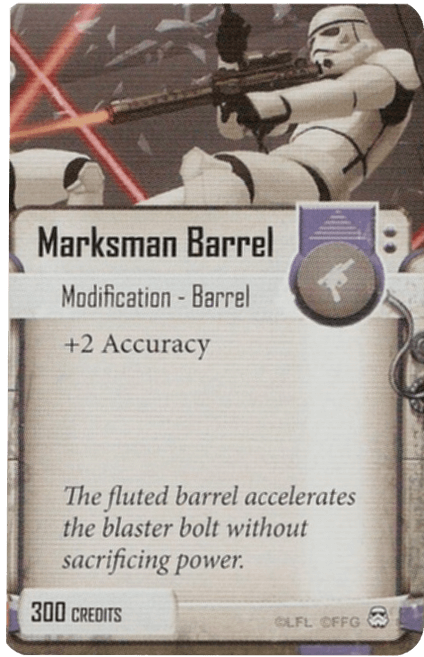 Marksman Barrel
Modification - Barrel
+2 Accuracy
The fluted barrel accelerates
the blaster bolt without
sacrificing power.
300 CREDITS
©LFL ©FFG